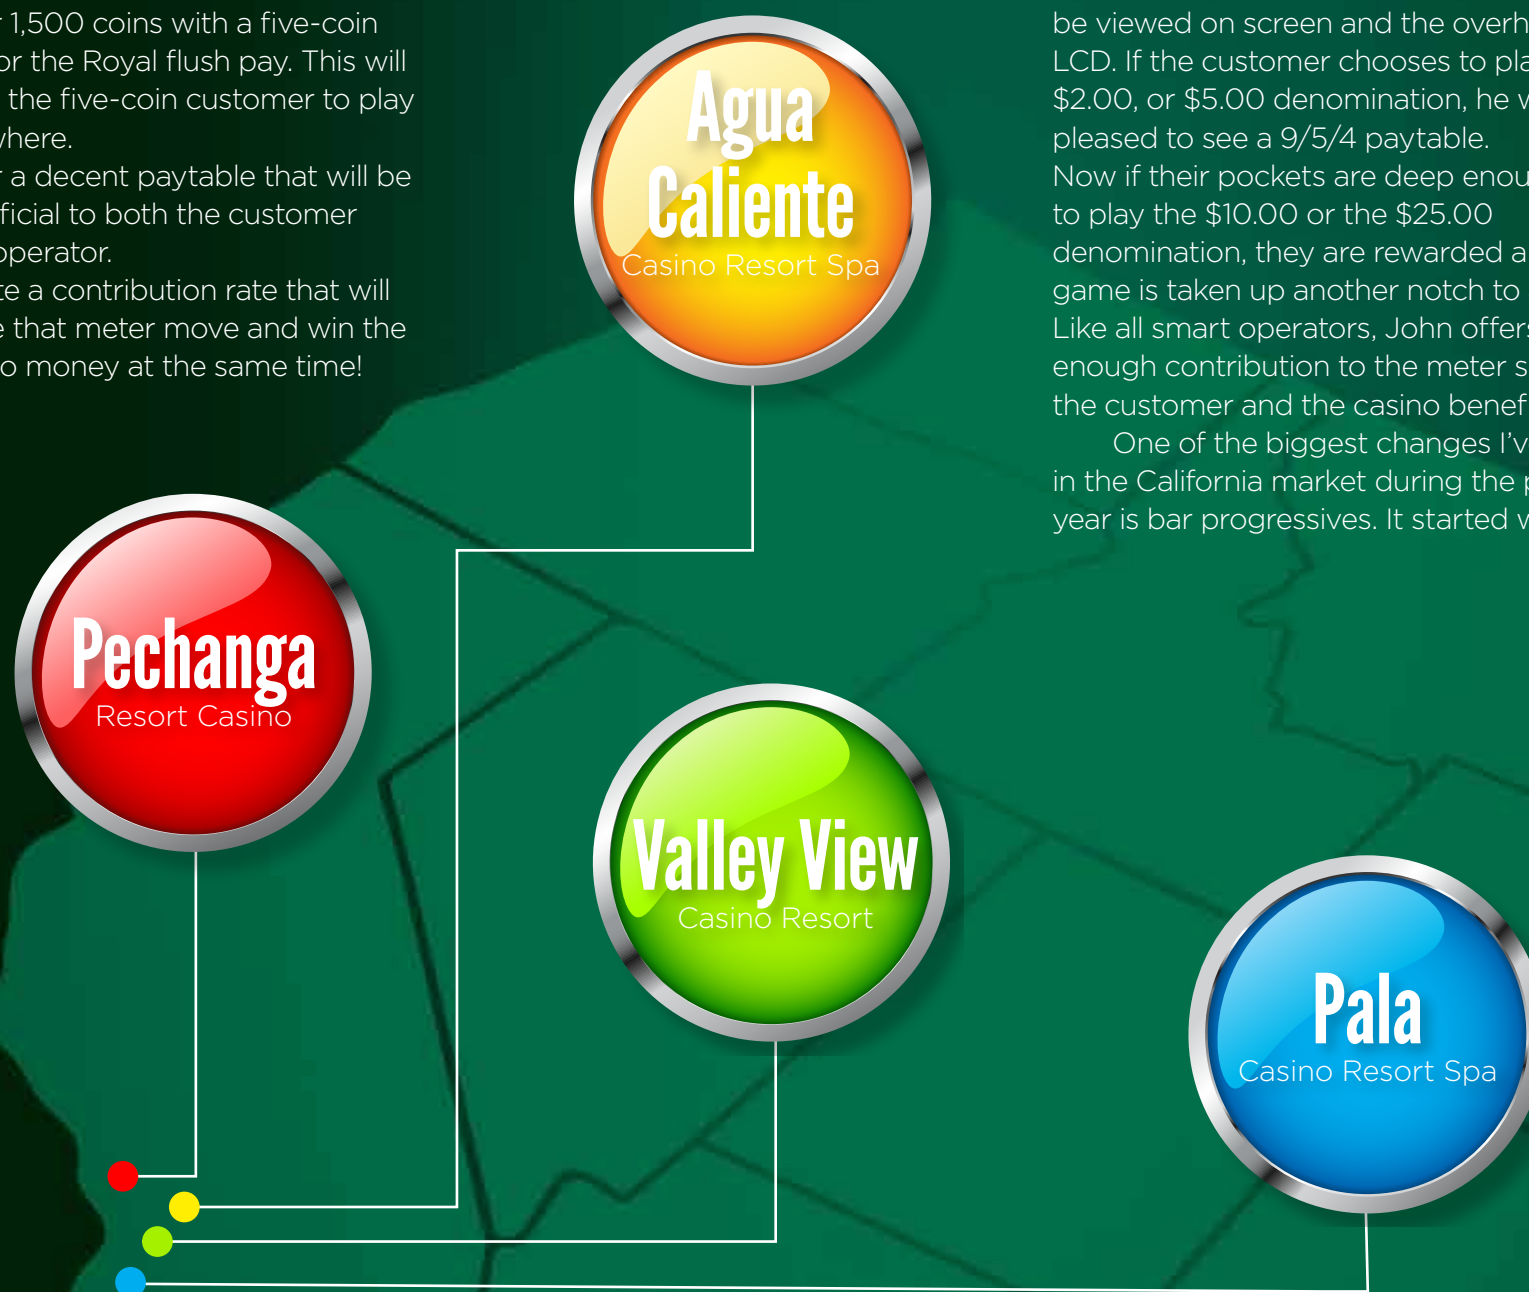 1,500 coins with a five-coin
or the Royal flush pay. This will
the five-coin customer to play
where.
a decent paytable that will be
ficial to both the customer
operator.
te a contribution rate that will
e that meter move and win the
o money at the same time!
Agua
Caliente
Casino Resort Spa
be viewed on screen and the overh
LCD. If the customer chooses to pla
$2.00, or $5.00 denomination, he w
pleased to see a 9/5/4 paytable.
Now if their pockets are deep enou
to play the $10.00 or the $25.00
denomination, they are rewarded a
game is taken up another notch to
Like all smart operators, John offers
enough contribution to the meter s
the customer and the casino benef
One of the biggest changes I'v
in the California market during the p
year is bar progressives. It started w
Pechanga
Resort Casino
Valley View
Casino Resort
Pala
Casino Resort Spa